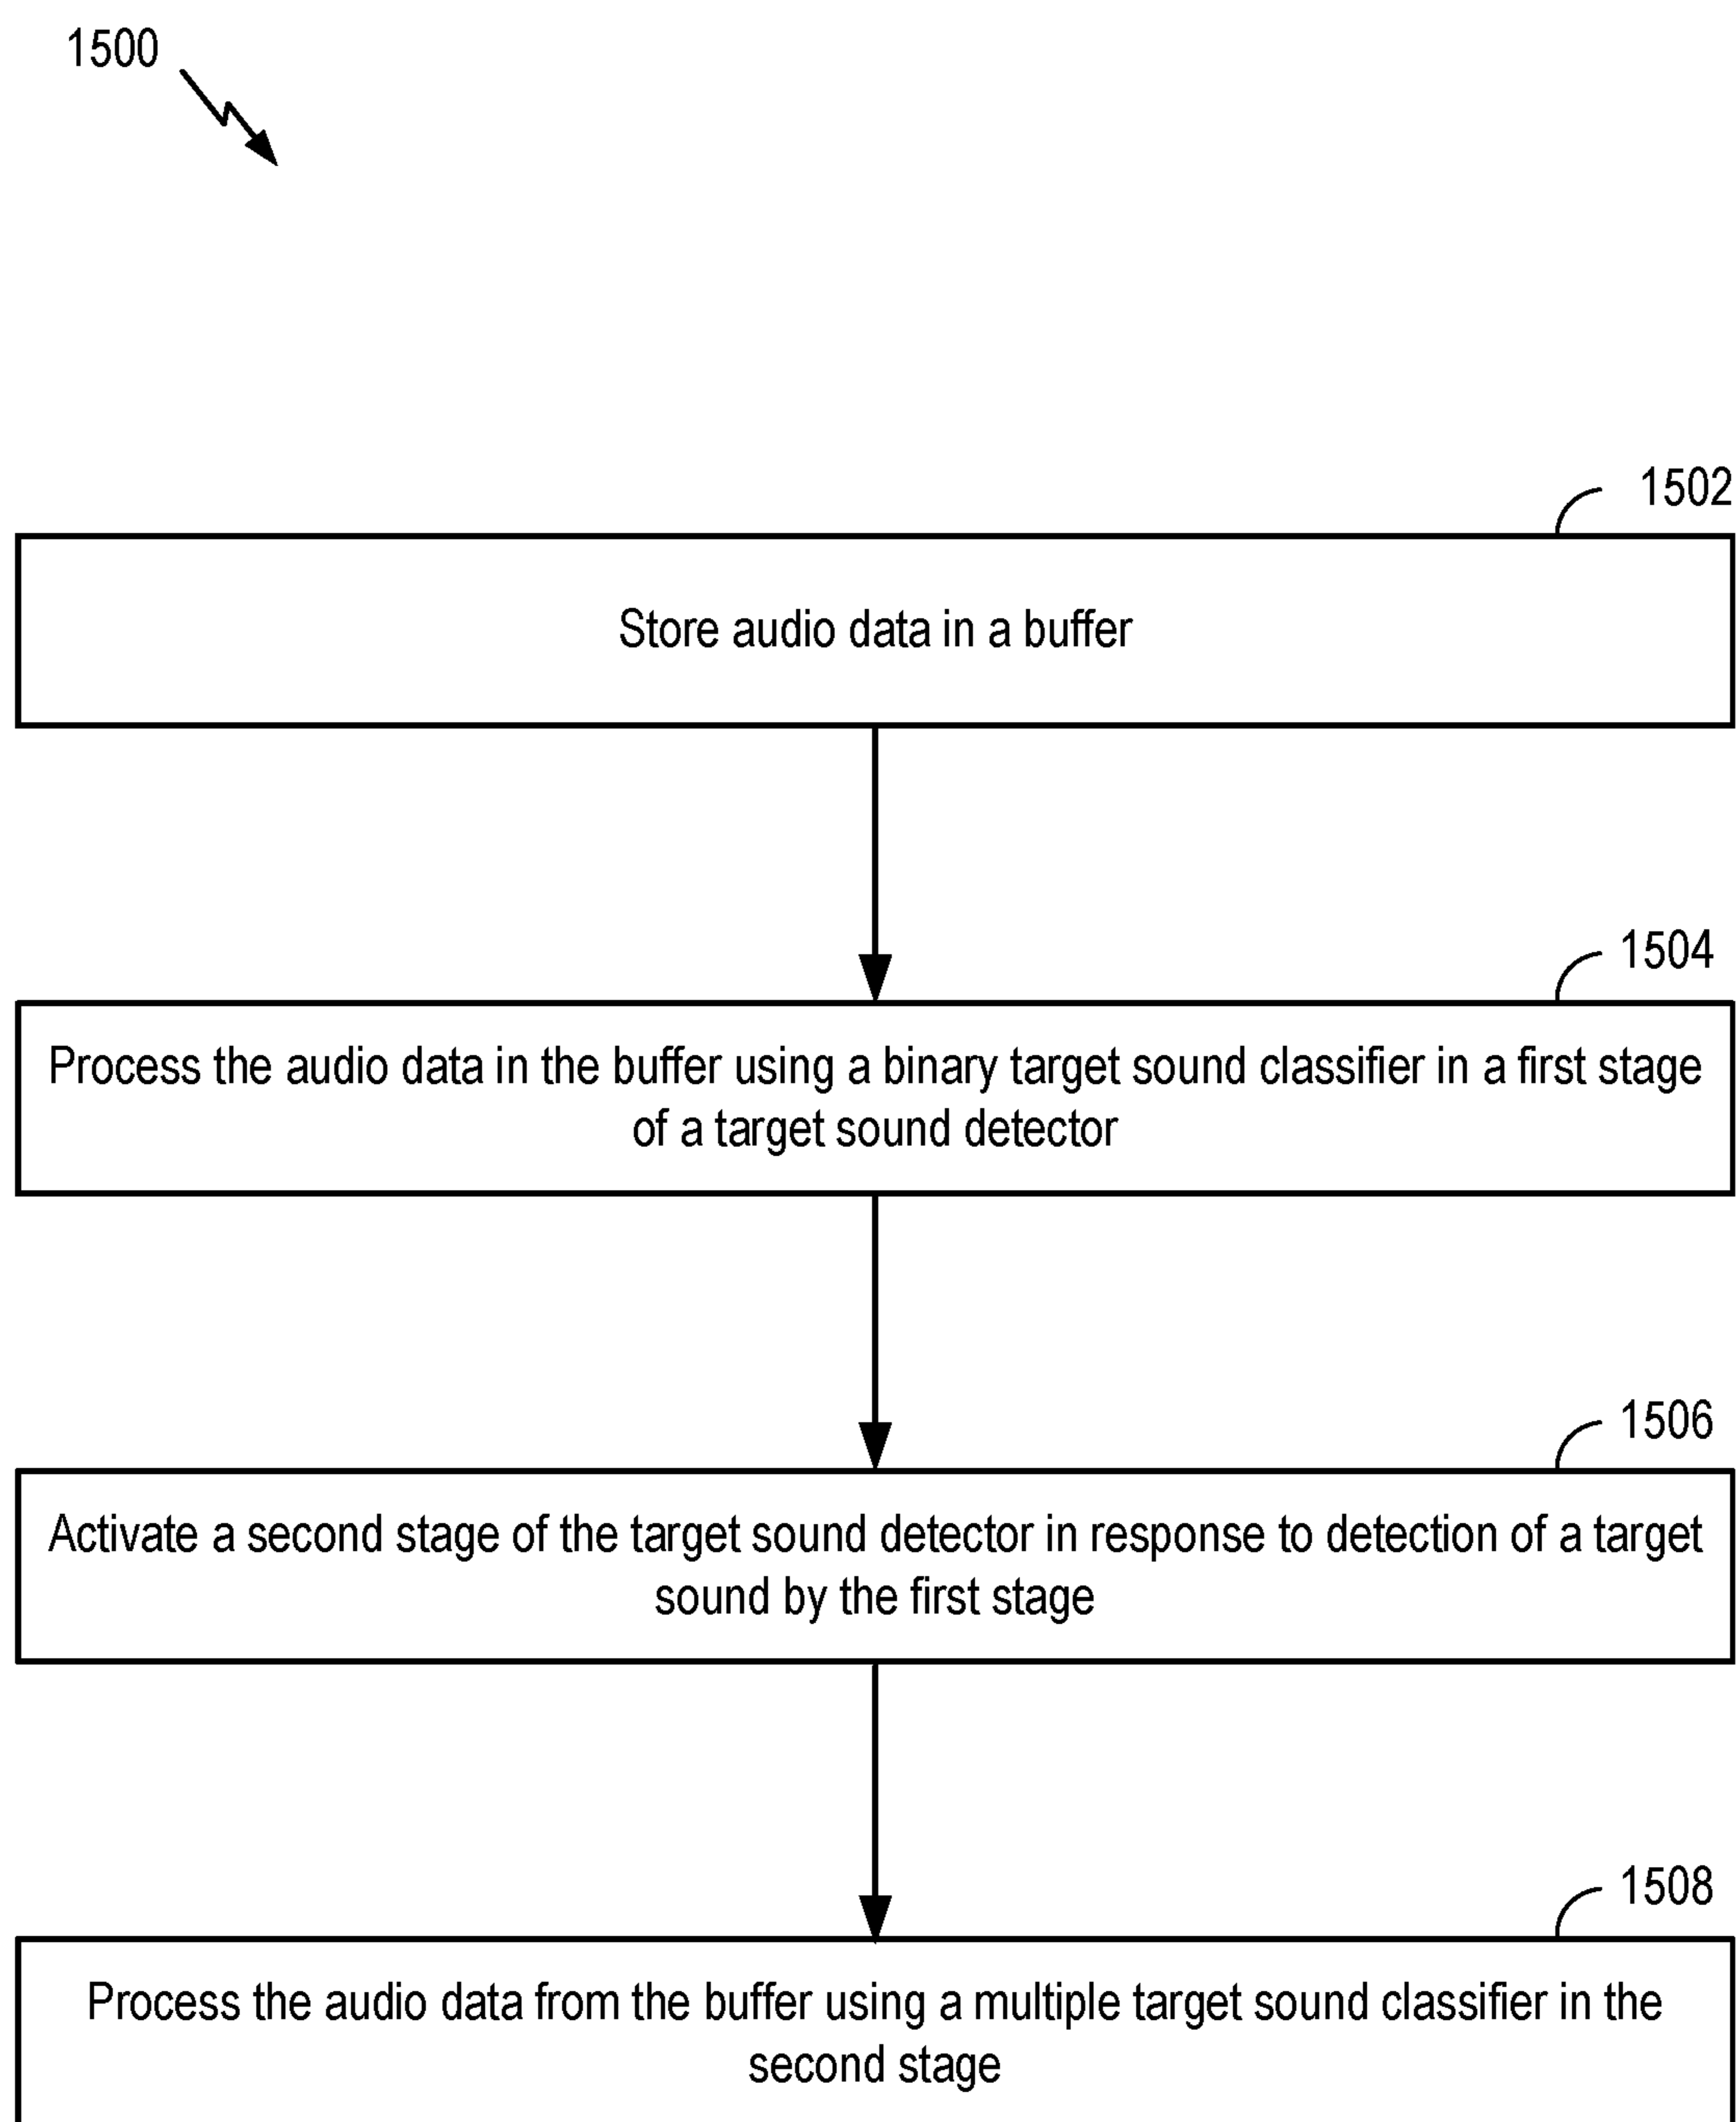 1500
1502
Store audio data in a buffer
1504
Process the audio data in the buffer using a binary target sound classifier in a first stage
of a target sound detector
1506
Activate a second stage of the target sound detector in response to detection of a target
sound by the first stage
1508
Process the audio data from the buffer using a multiple target sound classifier in the
second stage